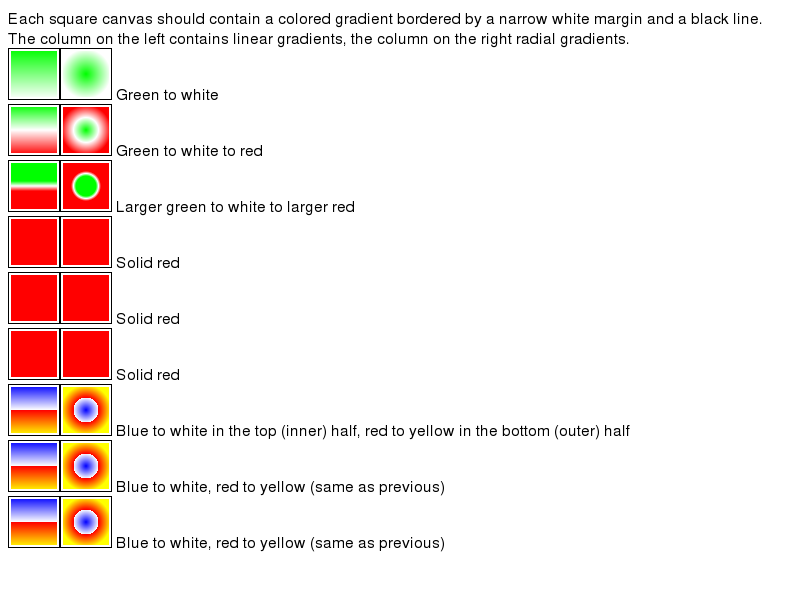 Each square canvas should contain a colored gradient bordered by a narrow white margin and a black line.
The column on the left contains linear gradients, the column on the right radial gradients.
Green to white
Green to white to red
Larger green to white to larger red
Solid red
Solid red
Solid red
Blue to white in the top (inner) half, red to yellow in the bottom (outer) half
Blue to white, red to yellow (same as previous)
Blue to white, red to yellow (same as previous)